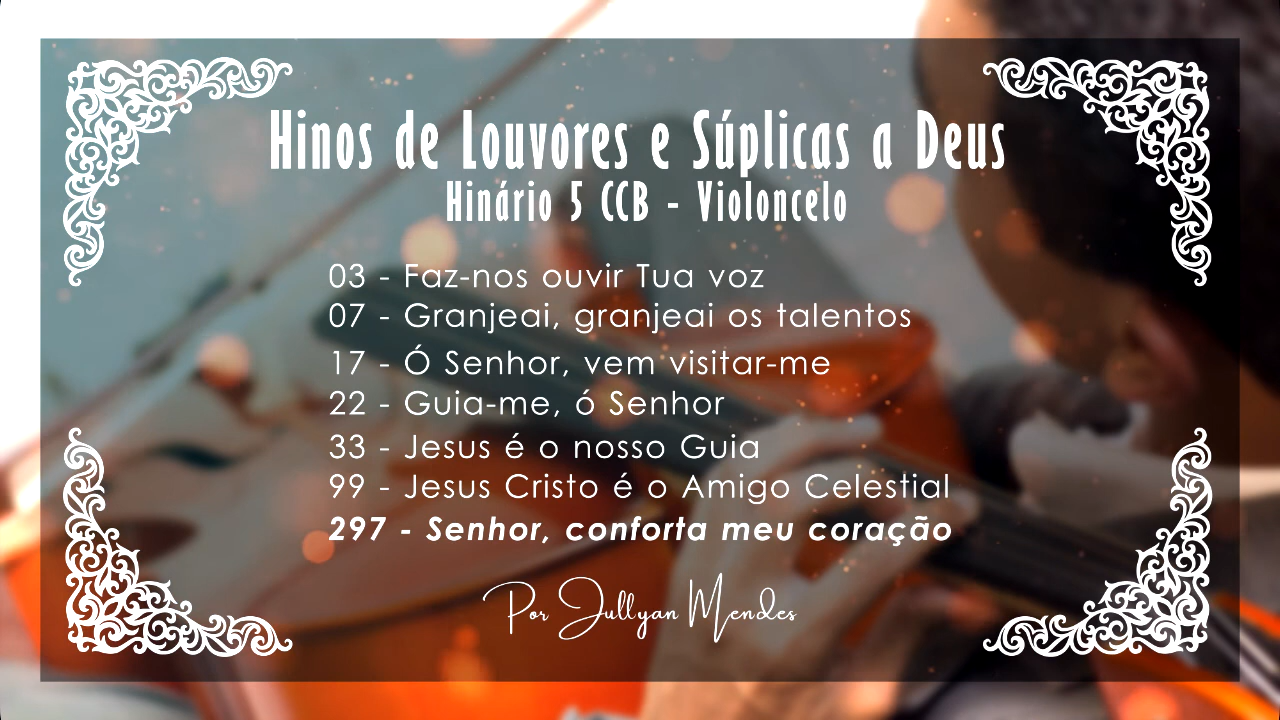 Hinos de Louvores e Súplicas a Deus
Hinário 5 CCB - Violoncelo
03 - Faz-nos ouvir Tua voz
07 - Granjeai, granjeai os talentos
17 - Ó Senhor, vem visitar-me
22 - Guia-me, ó Senhor
33 - Jesus é o nosso Guia
99 - Jesus Cristo é o Amigo Celestial
297 - Senhor, conforta meu coração
Por Jullyan Mendes